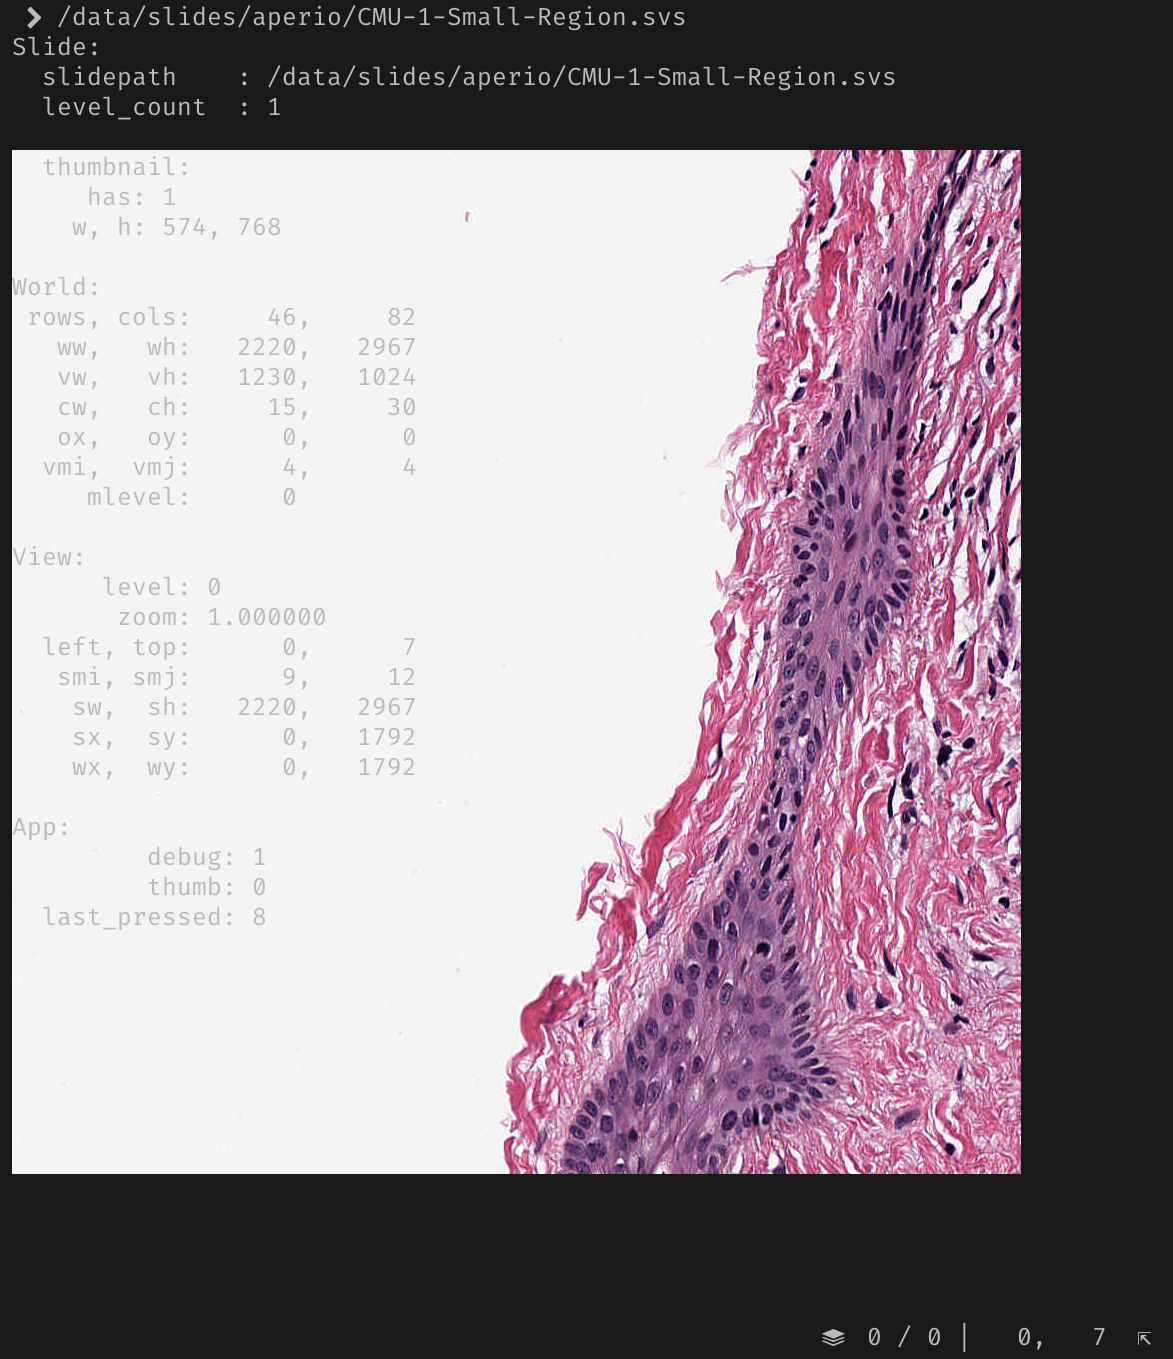 ❯ /data/slides/aperio/CMU-1-Small-Region.svs
Slide:
slidepath : /data/slides/aperio/CMU-1-Small-Region.svs
level_count : 1
thumbnail:
has: 1
w, h: 574, 768
World:
rows, cols: 46, 82
ww, wh: 2220, 2967
vw, vh: 1230, 1024
cw, ch: 15, 30
ox, oy: 0, 0
vmi, vmj: 4, 4
mlevel: 0
View:
level: 0
zoom: 1.000000
left, top: 0, 7
smi, smj: 9, 12
sw, sh: 2220, 2967
sx, sy: 0, 1792
wx, wy: 0, 1792
App:
debug: 1
thumb: 0
last_pressed: 8
0 / 0 | 0, 7 ⇱